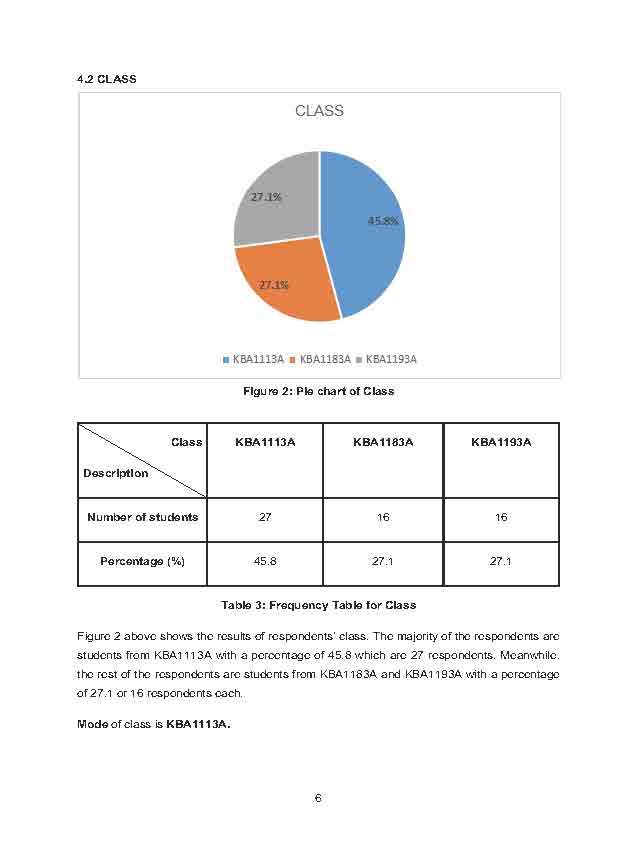 4.2 CLASS
CLASS
27.1%
45.8%
27.1%
KBA1113A KBA1183A KBA1193A
Figure 2: Pie chart of Class
Class KBA1113A KBA1183A KBA1193A
Description
Number of students 27 16 16
Percentage (%) 45.8 27.1 27.1
Table 3: Frequency Table for Class
Figure 2 above shows the results of respondents' class. The majority of the respondents are
students from KBA1113A with a percentage of 45.8 which are 27 respondents. Meanwhile,
the rest of the respondents are students from KBA1183A and KBA1193A with a percentage
of 27.1 or 16 respondents each.
Mode of class is KBA1113A.
6